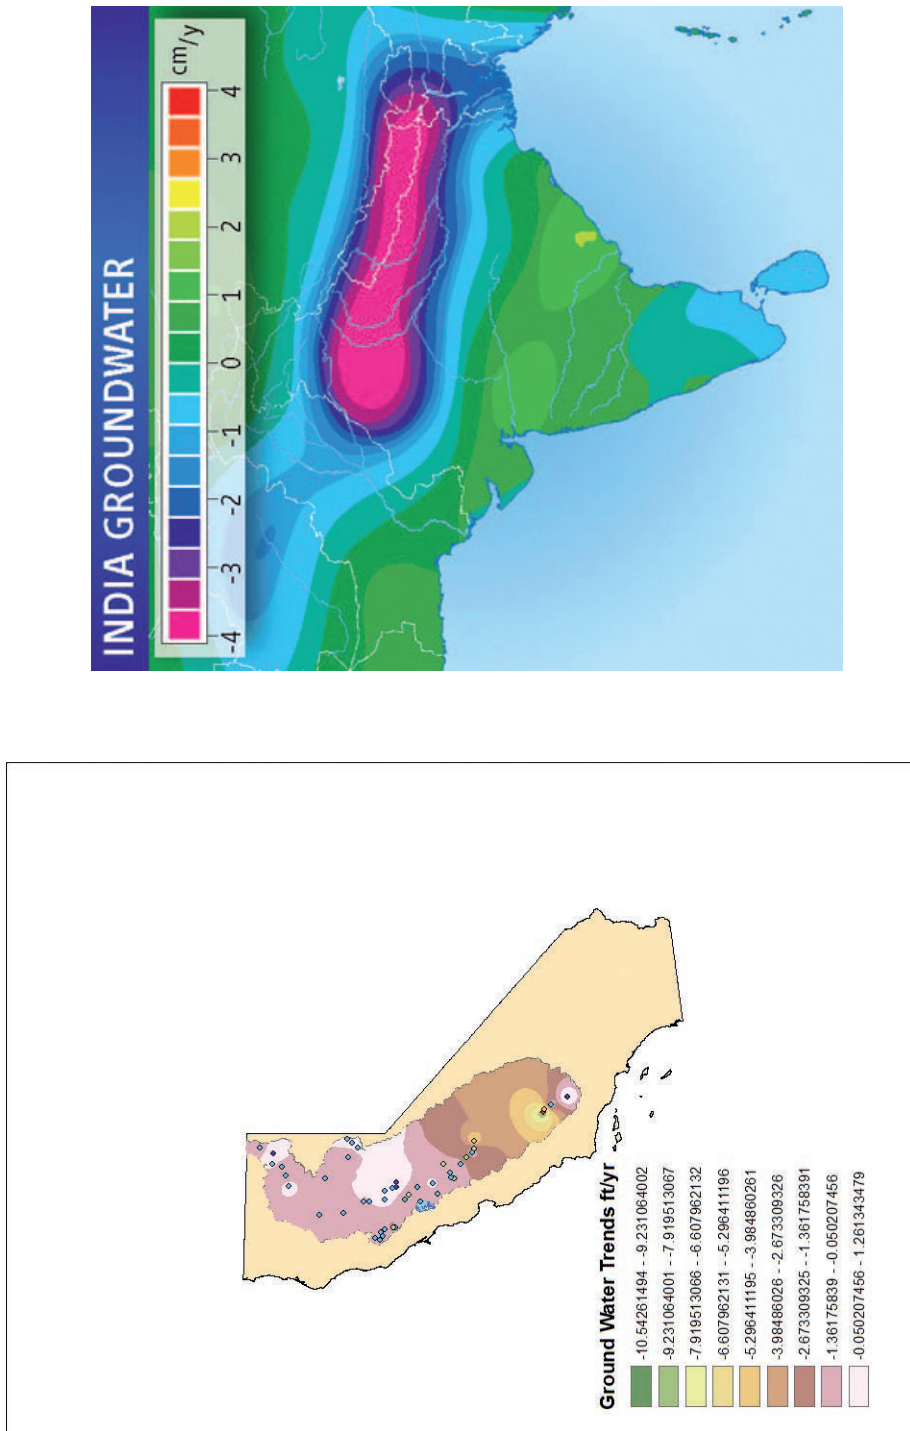 INDIA GROUNDWATER
cm/y
-4 -3 -2 -1 0 1 2 3 4
Ground Water Trends ft/yr
-10.54261494 - -9.231064002
-9.231064001 - -7.919513067
-7.919513066 - -6.607962132
-6.607962131 - -5.296411196
-5.296411195 - -3.984860261
-3.98486026 - -2.673309326
-2.673309325 - -1.361758391
-1.36175839 - -0.050207456
-0.050207456 - 1.261343479